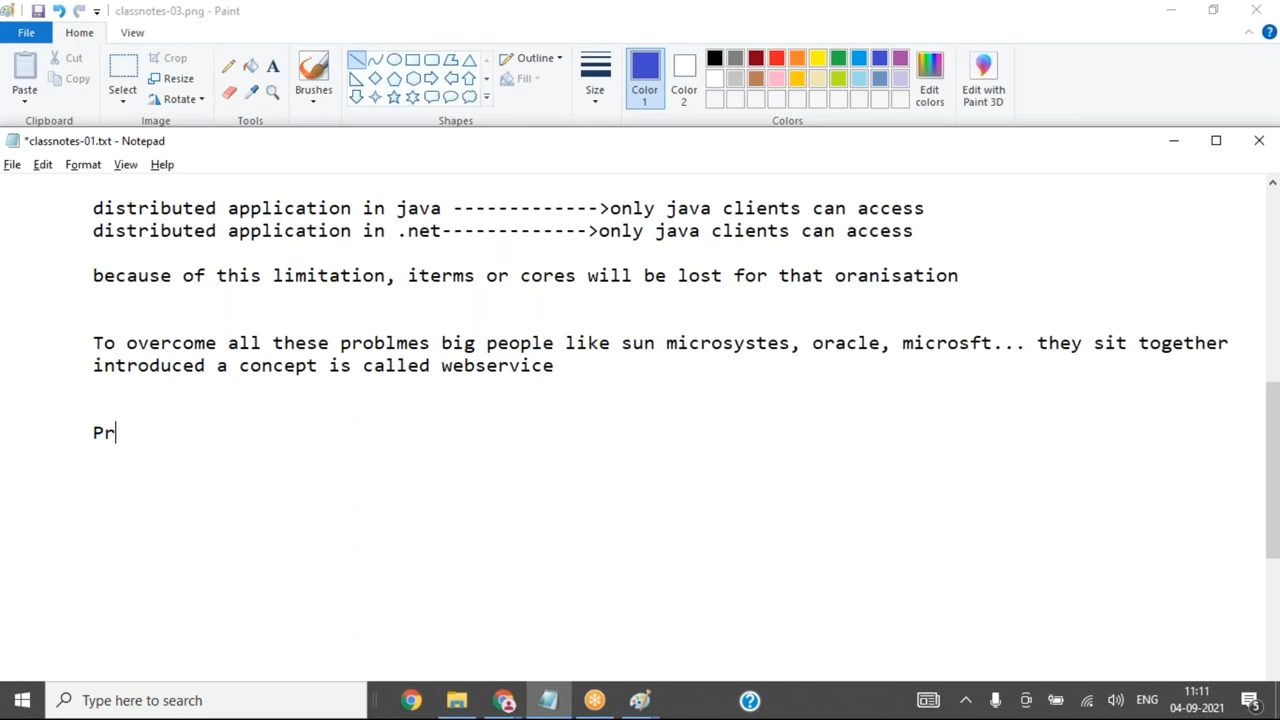 classnotes-03.png - Paint
File Home View
Paste Cut Copy Clipboard
Select Crop Resize Rotate Image
Tools
Brushes
Outline Fill Shapes
Size
Color 1 Color 2 Edit colors Colors
Edit with Paint 3D
*classnotes-01.txt - Notepad
File Edit Format View Help
distributed application in java ------------->only java clients can access
distributed application in .net------------->only java clients can access
because of this limitation, iterms or cores will be lost for that oranisation
To overcome all these problmes big people like sun microsystes, oracle, microsft... they sit together
introduced a concept is called webservice
Pr
Type here to search
ENG
11:11
04-09-2021
5